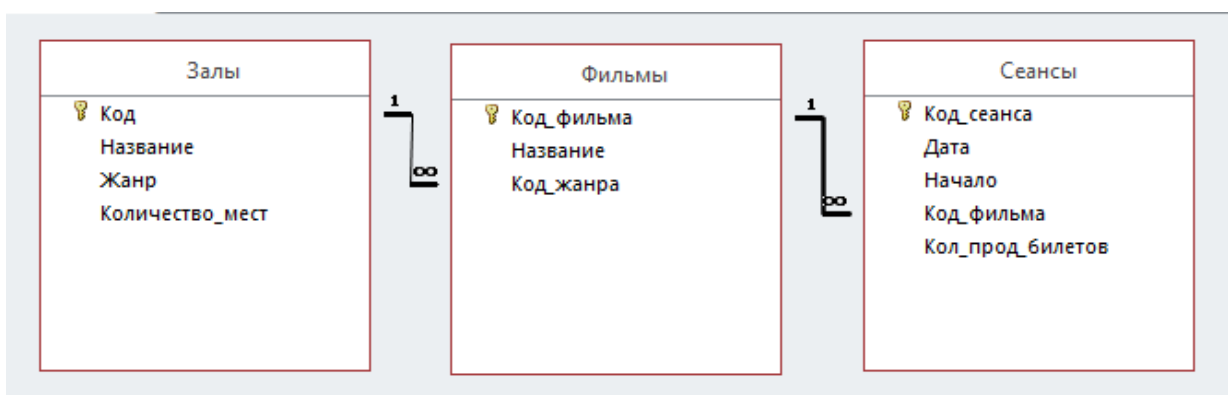 Залы
Код
Название
Жанр
Количество_мест
1
∞
Фильмы
Код_фильма
Название
Код_жанра
1
∞
Сеансы
Код_сеанса
Дата
Начало
Код_фильма
Кол_прод_билетов